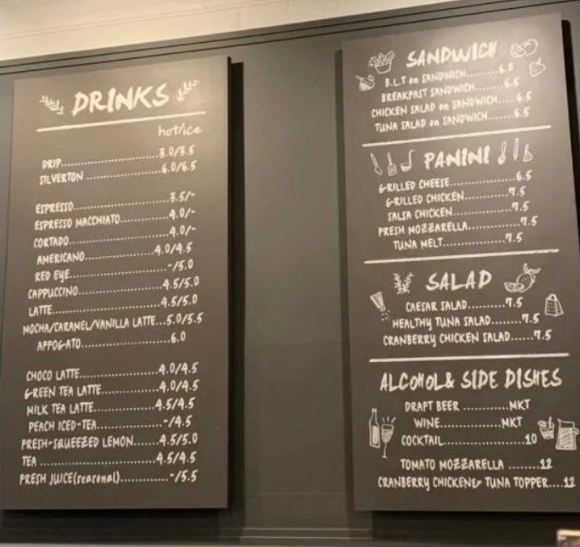 DRINKS
hot/ice
DRIP....................3.0/3.5
SILVERTON ................6.0/6.5
ESPRESSO....................3.5/-
ESPRESSO MACCHIATO..........4.0/-
CORTADO....................4.0/-
AMERICANO..............4.0/4.5
RED EYE....................-/5.0
CAPPUCCINO................4.5/5.0
LATTE....................4.5/5.0
MOCHA/CARAMEL/VANILLA LATTE...5.0/5.5
AFFOGATO................6.0
CHOCO LATTE................4.0/4.5
GREEN TEA LATTE............4.0/4.5
MILK TEA LATTE............4.5/4.5
PEACH ICED-TEA............-/4.5
FRESH-SQUEEZED LEMON......4.5/5.0
TEA ....................4.5/4.5
FRESH JUICE(seasonal)..........-/5.5
SANDWICH
B.L.T on SANDWICH........6.0
BREAKFAST SANDWICH......6.5
CHICKEN SALAD on SANDWICH.....6.5
TUNA SALAD on SANDWICH......6.5
PANINI
GRILLED CHEESE..............6.5
GRILLED CHICKEN..........7.5
SALSA CHICKEN............7.5
FRESH MOZZARELLA..........7.5
TUNA MELT............7.5
SALAD
CAESAR SALAD.........7.5
HEALTHY TUNA SALAD.......7.5
CRANBERRY CHICKEN SALAD......7.5
ALCOHOL& SIDE DISHES
DRAFT BEER ..........MKT
WINE..............MKT
COCKTAIL................10
TOMATO MOZZARELLA ........12
CRANBERRY CHICKEN& TUNA TOPPER....12